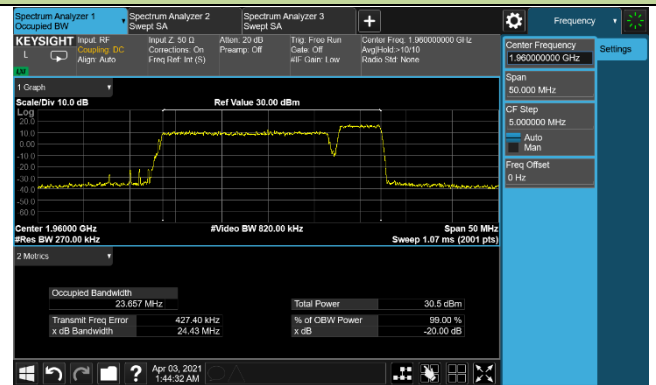 Spectrum Analyzer 1
Occupied BW
Spectrum Analyzer 2
Swept SA
Spectrum Analyzer 3
Swept SA
+
Frequency
KEYSIGHT
L
Input: RF
Coupling: DC
Align: Auto
Input Z: 50 Ω
Corrections: On
Freq Ref: Int (S)
Atten: 20 dB
Preamp: Off
Trig: Free Run
Gate: Off
#IF Gain: Low
Center Freq: 1.960000000 GHz
Avg|Hold:>10/10
Radio Std: None
Center Frequency
1.960000000 GHz
Settings
Span
50.000 MHz
CF Step
5.000000 MHz
Auto
Man
Freq Offset
0 Hz
1 Graph
Scale/Div 10.0 dB
Ref Value 30.00 dBm
Log
20.0
10.0
0.00
-10.0
-20.0
-30.0
-40.0
-50.0
-60.0
Center 1.96000 GHz
#Video BW 820.00 kHz
Span 50 MHz
#Res BW 270.00 kHz
Sweep 1.07 ms (2001 pts)
2 Metrics
Occupied Bandwidth
23.657 MHz
Total Power 30.5 dBm
Transmit Freq Error 427.40 kHz
% of OBW Power 99.00 %
x dB Bandwidth 24.43 MHz
x dB -20.00 dB
?
Apr 03, 2021
1:44:32 AM